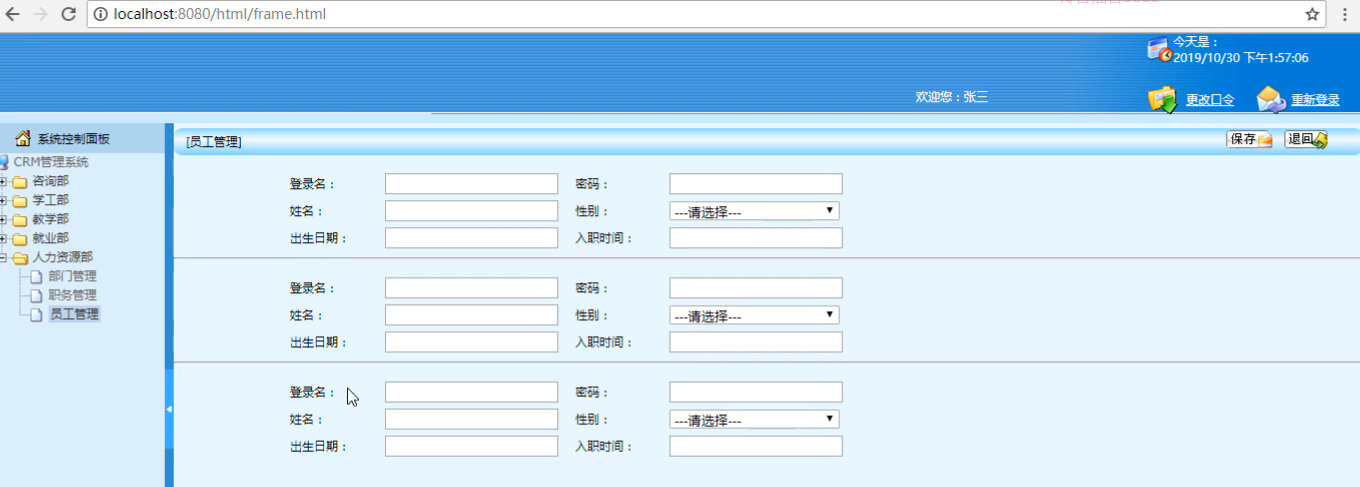 localhost:8080/html/frame.html
今天是：
2019/10/30 下午1:57:06
欢迎您：张三
更改口令
重新登录
系统控制面板
[员工管理]
保存
退回
CRM管理系统
咨询部
学工部
教学部
就业部
人力资源部
部门管理
职务管理
员工管理
登录名：
密码：
姓名：
性别：
---请选择---
出生日期：
入职时间：
登录名：
密码：
姓名：
性别：
---请选择---
出生日期：
入职时间：
登录名：
密码：
姓名：
性别：
---请选择---
出生日期：
入职时间：